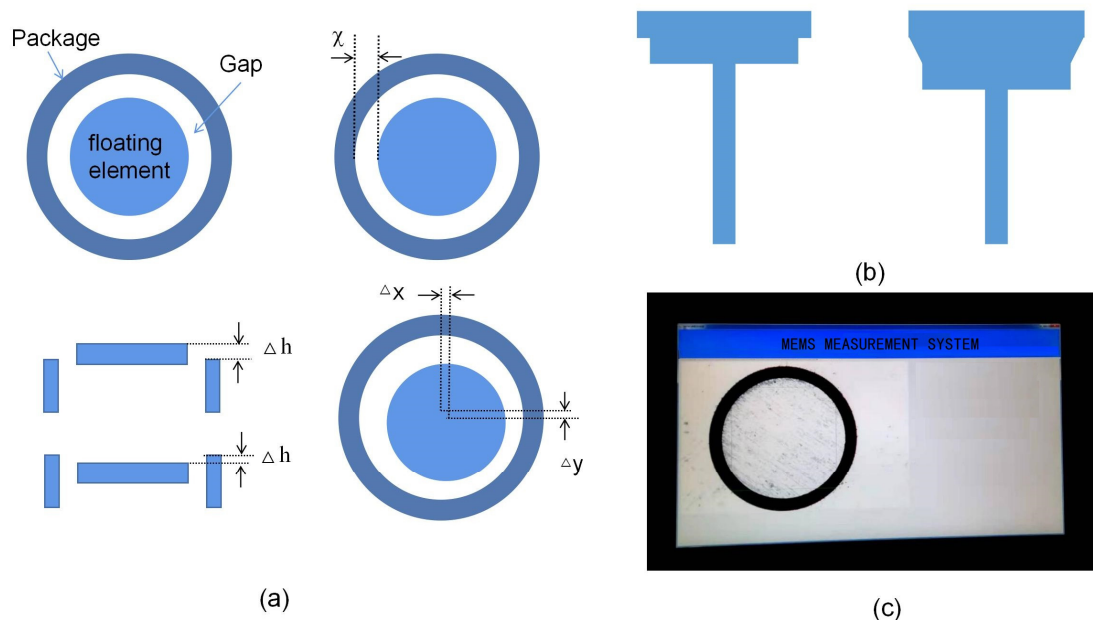 Package
Gap
floating
element
χ
△h
△h
△x
△y
(a)
(b)
MEMS MEASUREMENT SYSTEM
(c)